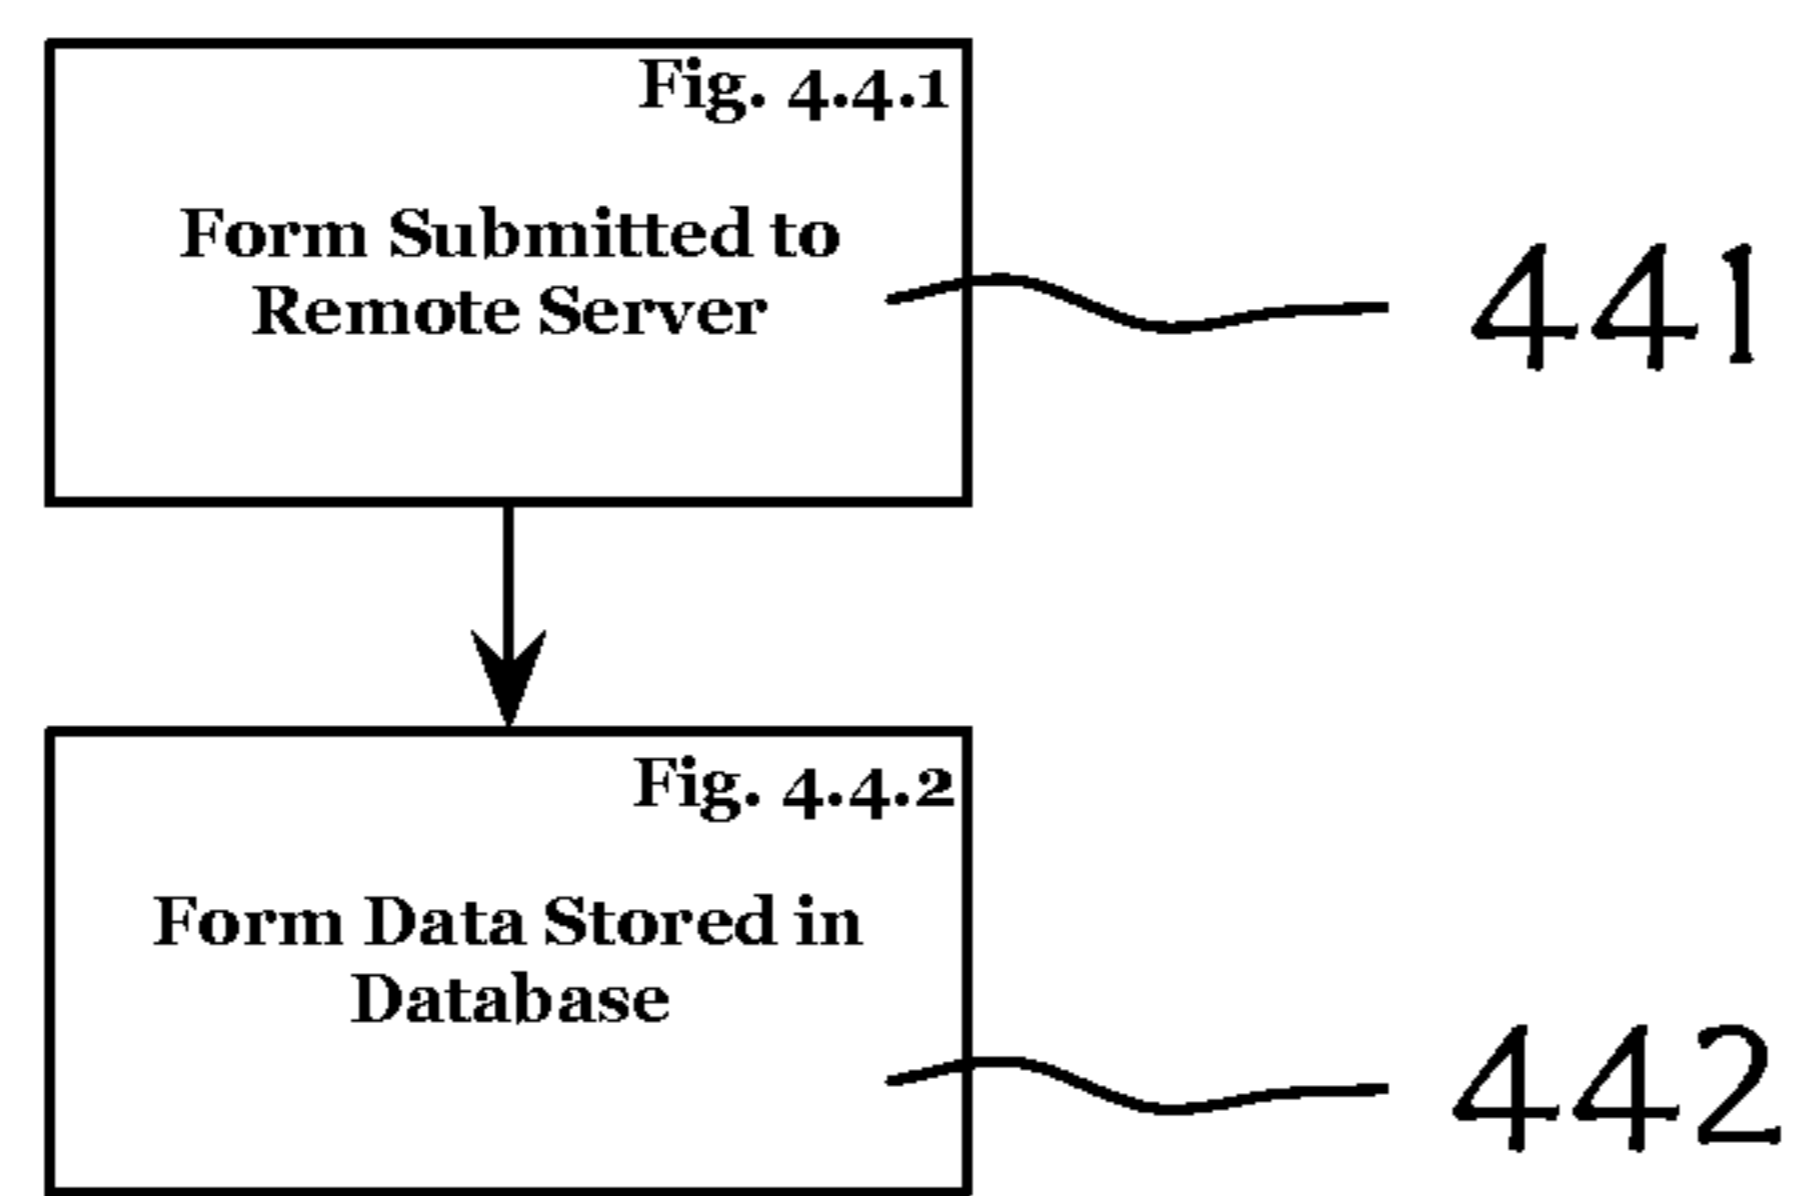 Fig. 4.4.1
Form Submitted to
Remote Server
441
Fig. 4.4.2
Form Data Stored in
Database
442